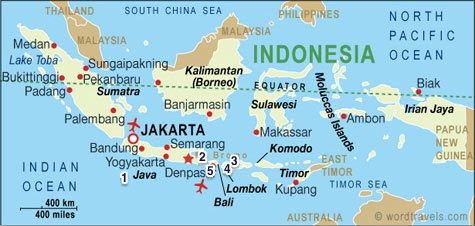 THAILAND
SOUTH CHINA SEA
PHILIPPINES
NORTH
PACIFIC
OCEAN
Medan
MALAYSIA
MALAYSIA
INDONESIA
Lake Toba
Sungaipakning
Bukittinggi
Pekanbaru
Kalimantan
(Borneo)
EQUATOR
Moluccas Islands
Biak
Padang
Sumatra
Sulawesi
Irian Jaya
Banjarmasin
Palembang
Ambon
JAKARTA
Makassar
PAPUA
NEW
GUINEA
Bandung
Semarang
Komodo
INDIAN
OCEAN
Yogyakarta
2
3
EAST
TIMOR
1
Java
Denpas
5
4
Lombok
Timor
TIMOR SEA
Bali
Kupang
400 km
400 miles
AUSTRALIA
© wordtravels.com